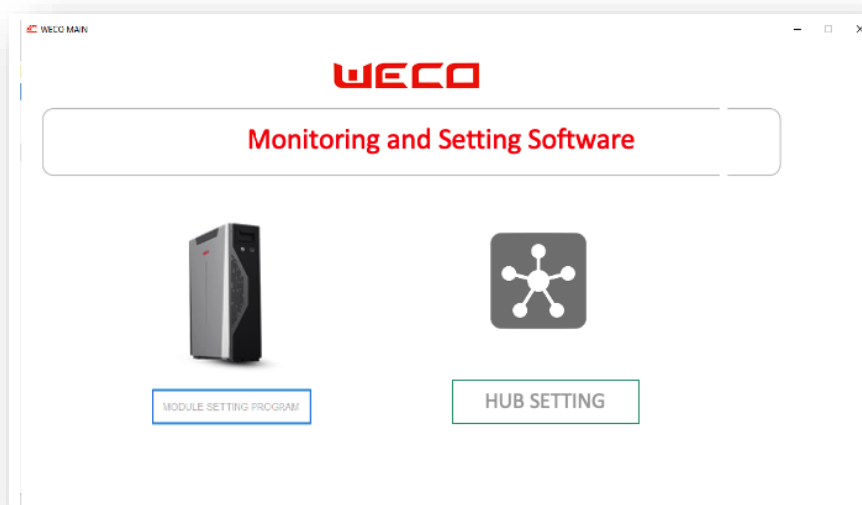 WECO MAIN
WECO
Monitoring and Setting Software
MODULE SETTING PROGRAM
HUB SETTING